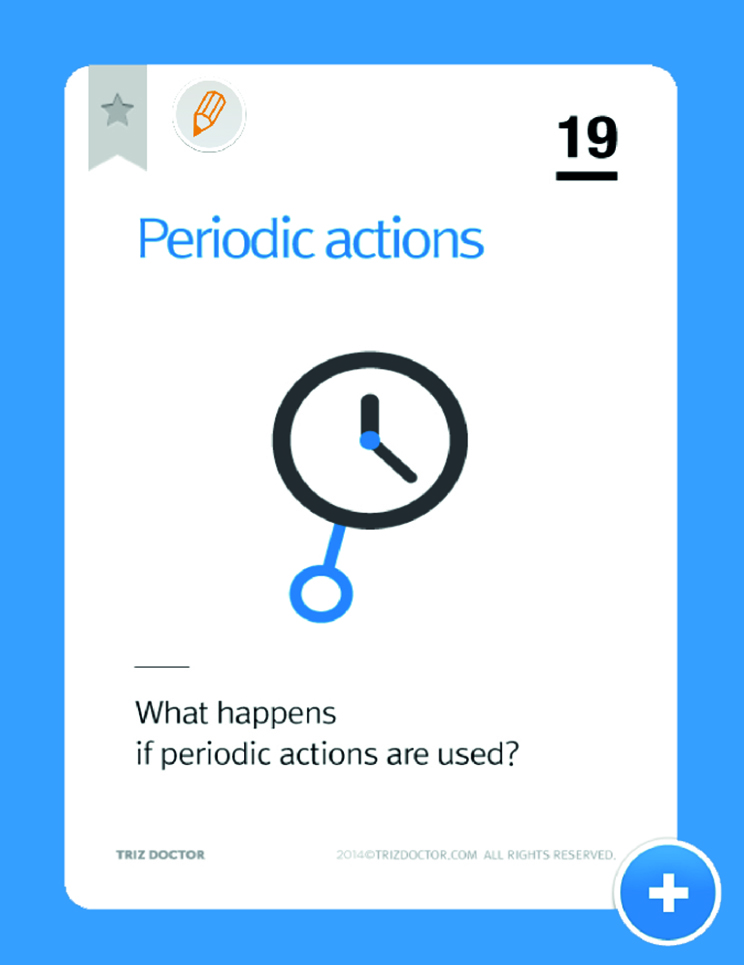 19
Periodic actions
What happens
if periodic actions are used?
TRIZ DOCTOR
2014©TRIZDOCTOR.COM ALL RIGHTS RESERVED.